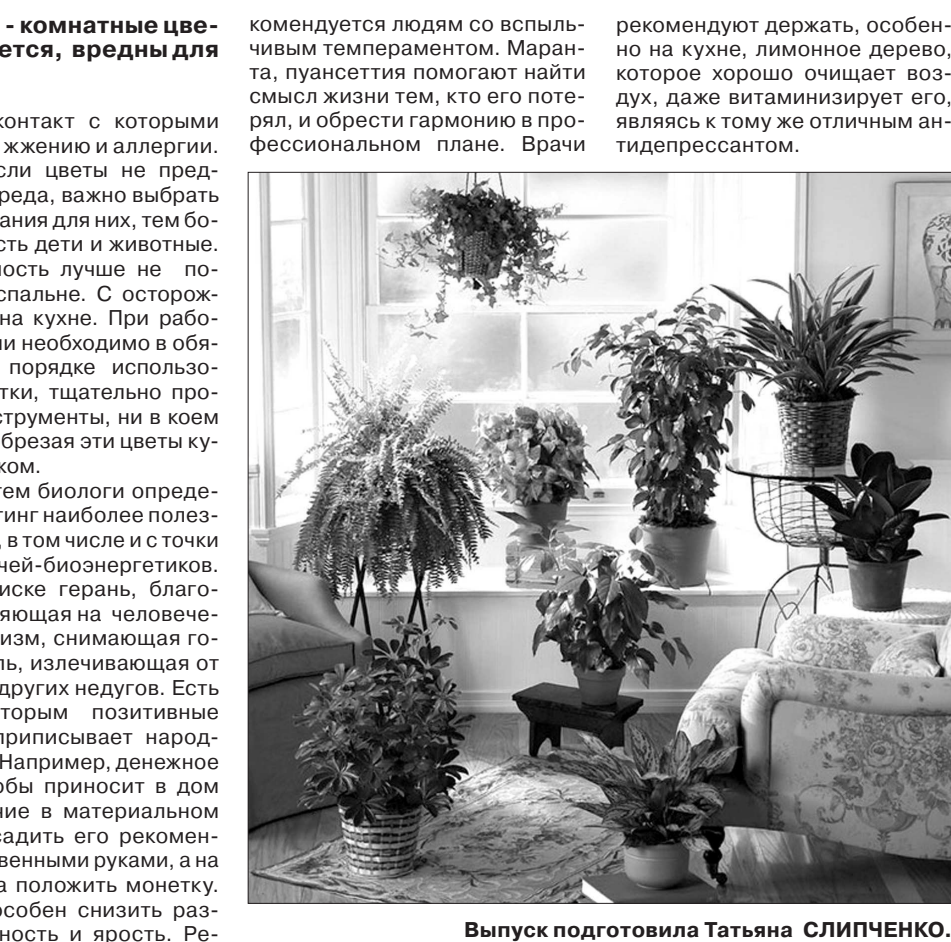 - комнатные цве-
ется, вредны для
контакт с которыми
жжению и аллергии.
сли цветы не пред-
реда, важно выбрать
ания для них, тем бо-
сть дети и животные.
ность лучше не по-
спальне. С осторож-
на кухне. При рабо-
ми необходимо в обя-
порядке использо-
тки, тщательно про-
струменты, ни в коем
брезая эти цветы ку-
ком.
тем биологи опреде-
тинг наиболее полез-
, в том числе и с точки
чей-биоэнергетиков.
иске герань, благо-
яющая на человече-
изм, снимающая го-
ль, излечивающая от
других недугов. Есть
торым позитивные
приписывает народ-
Например, денежное
обы приносит в дом
ние в материальном
садить его рекомен-
венными руками, а на
а положить монетку.
особен снизить раз-
ность и ярость. Ре-
комендуется людям со вспыль-
чивым темпераментом. Маран-
та, пуансеттия помогают найти
смысл жизни тем, кто его поте-
рял, и обрести гармонию в про-
фессиональном плане. Врачи
рекомендуют держать, особен-
но на кухне, лимонное дерево,
которое хорошо очищает воз-
дух, даже витаминизирует его,
являясь к тому же отличным ан-
тидепрессантом.
Выпуск подготовила Татьяна СЛИПЧЕНКО.